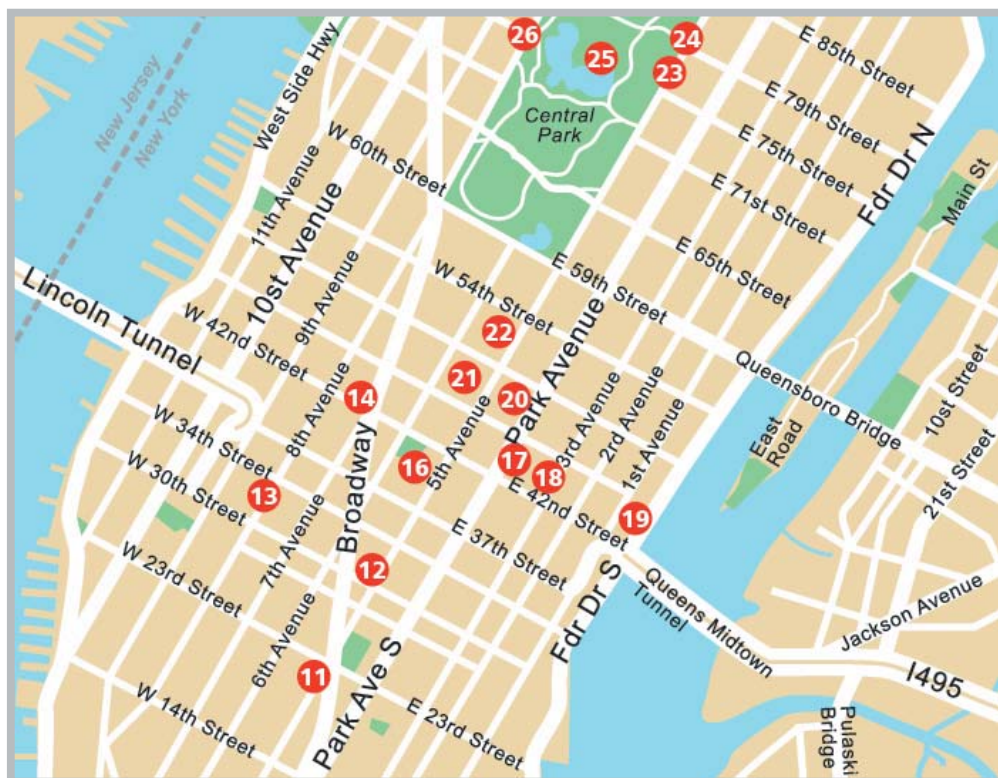 26
24
25
23
E 85th Street
West Side Hwy
New Jersey
New York
Central
Park
E 79th Street
W 60th Street
E 75th Street
Fdr Dr N
Main St
11th Avenue
10st Avenue
E 71st Street
E 65th Street
E 59th Street
W 54th Street
9th Avenue
Lincoln Tunnel
W 42nd Street
22
21
20
14
Park Avenue
Queensboro Bridge
10st Street
8th Avenue
5th Avenue
3rd Avenue
2nd Avenue
1st Avenue
East
Road
21st Street
W 34th Street
13
Broadway
16
17
18
19
W 30th Street
E 42nd Street
E 37th Street
7th Avenue
12
W 23rd Street
Fdr Dr S
Queens Midtown
Tunnel
Jackson Avenue
6th Avenue
11
I495
W 14th Street
Park Ave S
E 23rd Street
Pulaski
Bridge